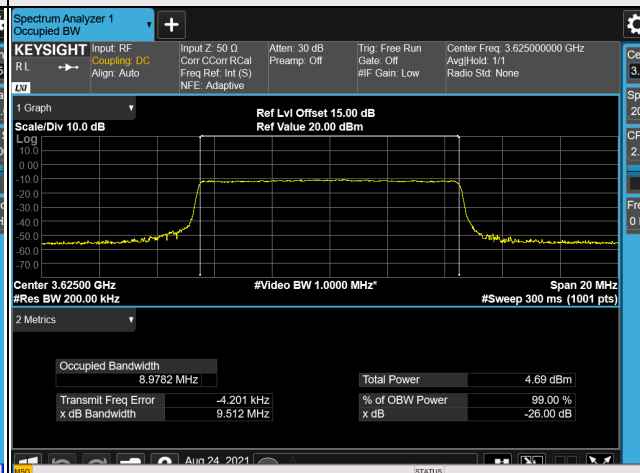 Spectrum Analyzer 1
Occupied BW
KEYSIGHT
RL
LXI
Input: RF
Coupling: DC
Align: Auto
Input Z: 50 Ω
Corr CCorr RCal
Freq Ref: Int (S)
NFE: Adaptive
Atten: 30 dB
Preamp: Off
Trig: Free Run
Gate: Off
#IF Gain: Low
Center Freq: 3.625000000 GHz
Avg|Hold: 1/1
Radio Std: None
1 Graph
Scale/Div 10.0 dB
Ref Lvl Offset 15.00 dB
Ref Value 20.00 dBm
Log
10.0
0.00
-10.0
-20.0
-30.0
-40.0
-50.0
-60.0
-70.0
Center 3.62500 GHz
#Video BW 1.0000 MHz*
Span 20 MHz
#Res BW 200.00 kHz
#Sweep 300 ms (1001 pts)
2 Metrics
Occupied Bandwidth
8.9782 MHz
Total Power 4.69 dBm
Transmit Freq Error -4.201 kHz
% of OBW Power 99.00 %
x dB Bandwidth 9.512 MHz
x dB -26.00 dB
Aug 24, 2021
MSG
STATUS